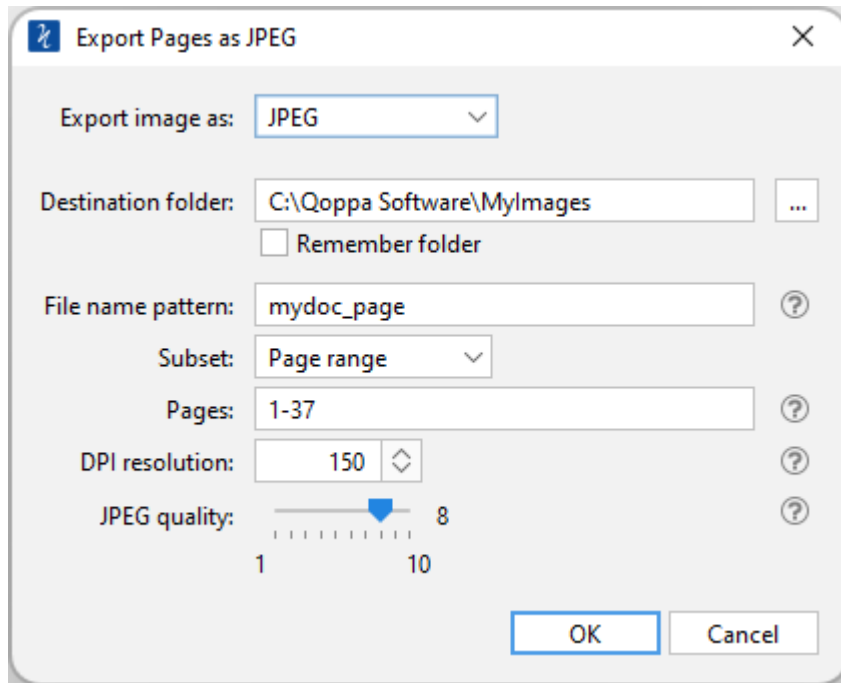 Export Pages as JPEG
Export image as: JPEG
Destination folder: C:\Qoppa Software\MyImages ...
Remember folder
File name pattern: mydoc_page ?
Subset: Page range
Pages: 1-37 ?
DPI resolution: 150 ?
JPEG quality: 8 ?
1 10
OK Cancel